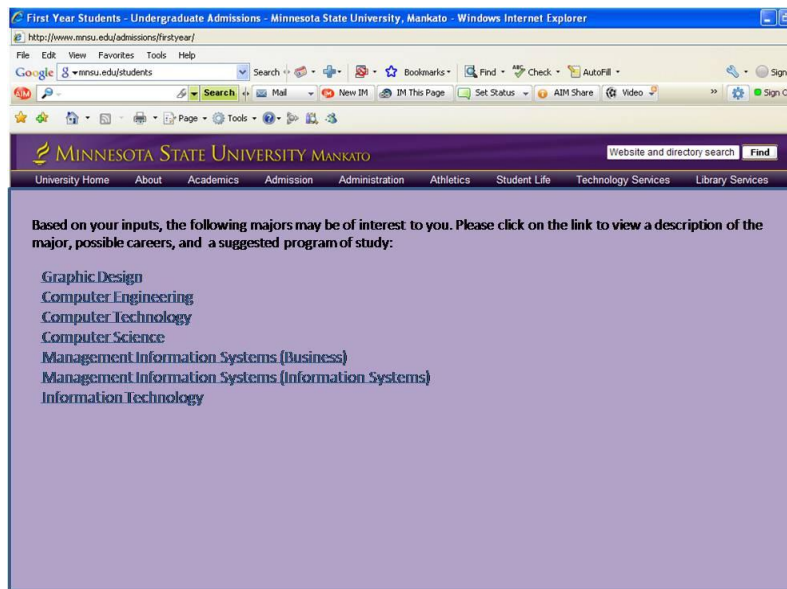 First Year Students - Undergraduate Admissions - Minnesota State University, Mankato - Windows Internet Explorer
http://www.mnsu.edu/admissions/firstyear/
File Edit View Favorites Tools Help
Google mnsu.edu/students Search Bookmarks Find Check AutoFill Sign
AIM Search Mail New IM IM This Page Set Status AIM Share Video » Sign O
Page Tools
MINNESOTA STATE UNIVERSITY MANKATO Website and directory search Find
University Home About Academics Admission Administration Athletics Student Life Technology Services Library Services
Based on your inputs, the following majors may be of interest to you. Please click on the link to view a description of the
major, possible careers, and a suggested program of study:
Graphic Design
Computer Engineering
Computer Technology
Computer Science
Management Information Systems (Business)
Management Information Systems (Information Systems)
Information Technology